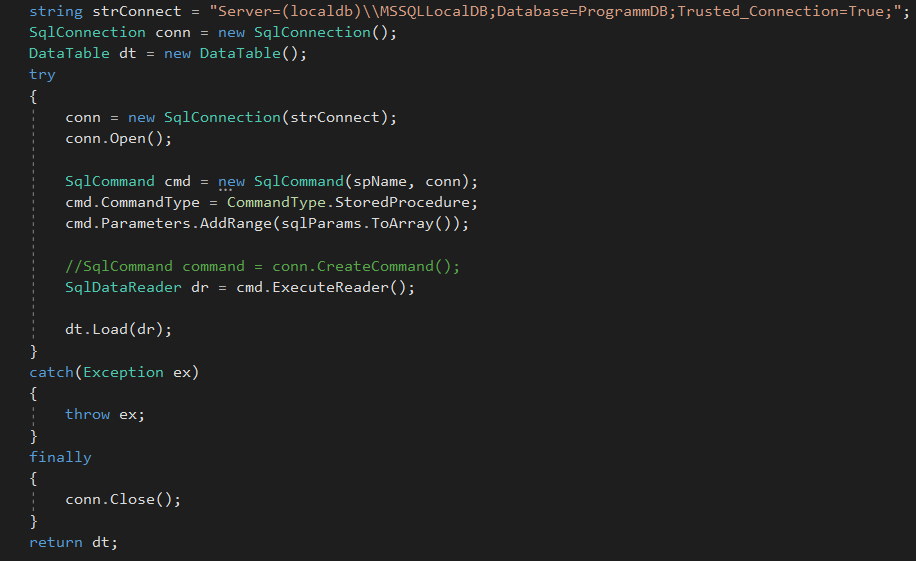 string strConnect = "Server=(localdb)\\MSSQLLocalDB;Database=ProgrammDB;Trusted_Connection=True;";
SqlConnection conn = new SqlConnection();
DataTable dt = new DataTable();
try
{
    conn = new SqlConnection(strConnect);
    conn.Open();

    SqlCommand cmd = new SqlCommand(spName, conn);
    cmd.CommandType = CommandType.StoredProcedure;
    cmd.Parameters.AddRange(sqlParams.ToArray());

    //SqlCommand command = conn.CreateCommand();
    SqlDataReader dr = cmd.ExecuteReader();

    dt.Load(dr);
}
catch(Exception ex)
{
    throw ex;
}
finally
{
    conn.Close();
}
return dt;